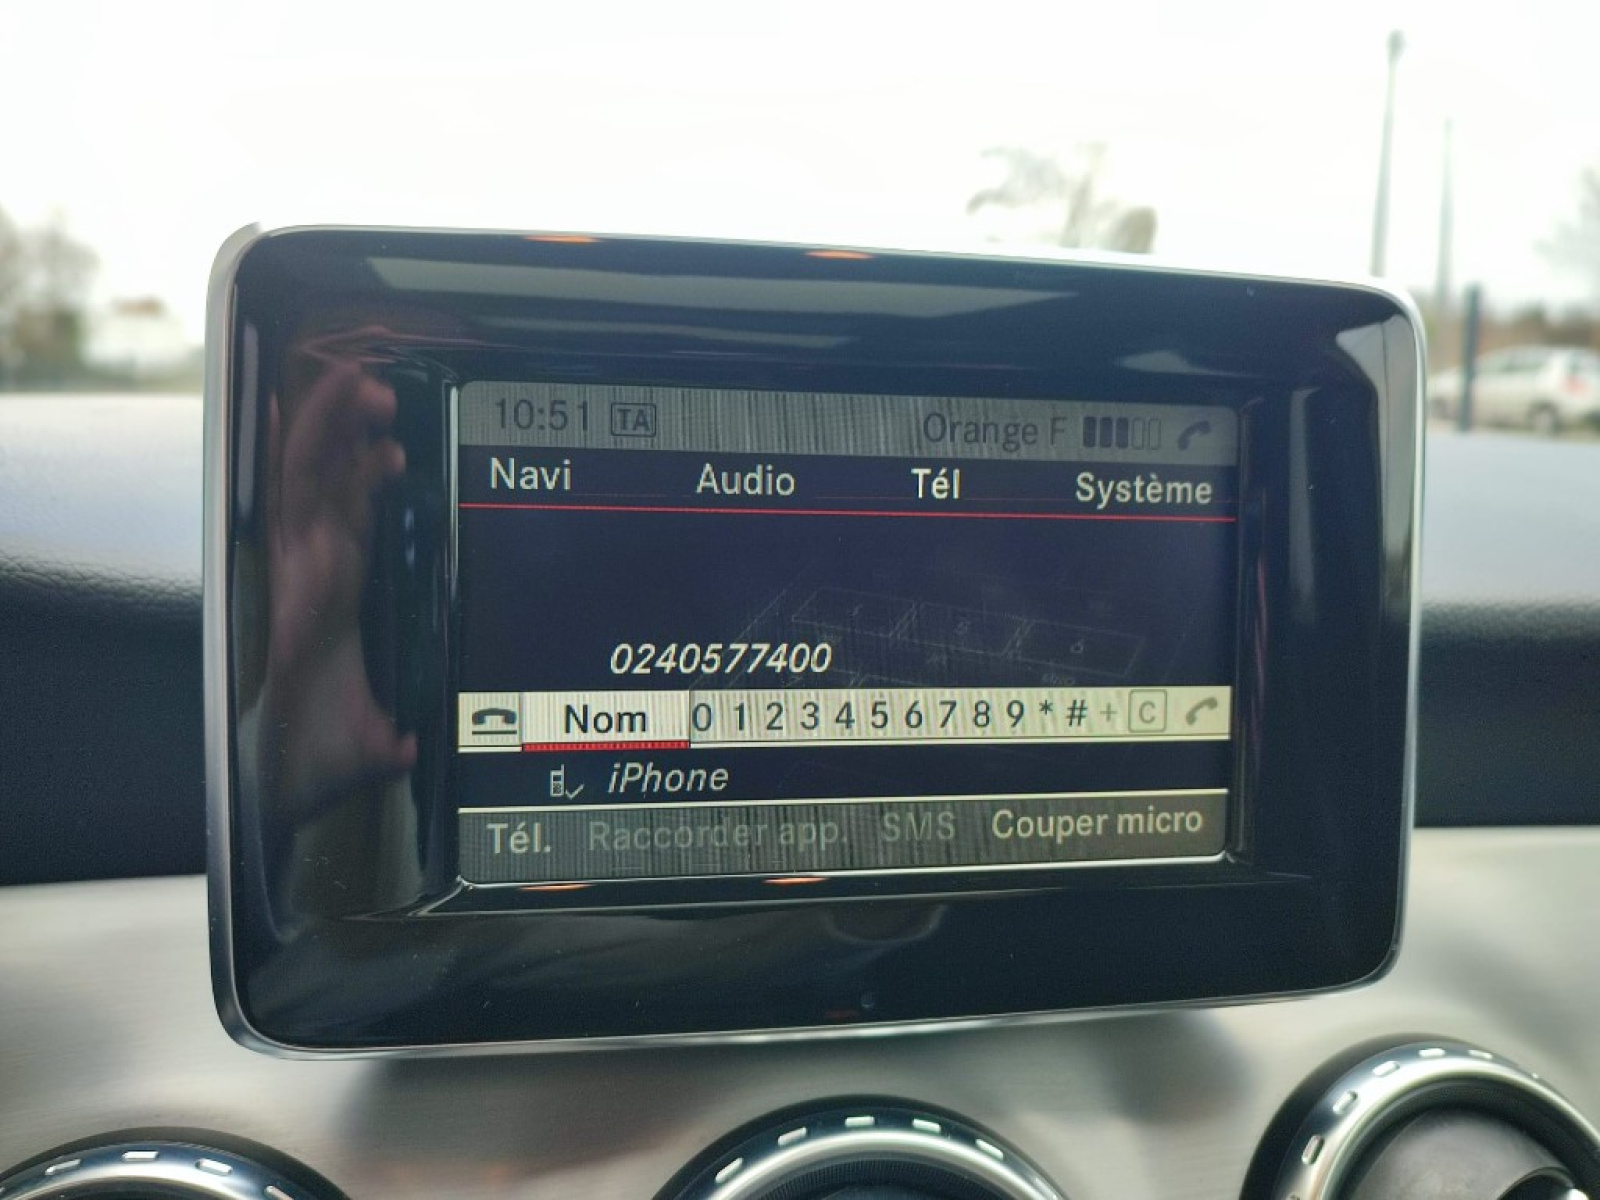 10:51 TA Orange F
Navi Audio Tél Système
0240577400
Nom 0 1 2 3 4 5 6 7 8 9 * # + C
iPhone
Tél. Raccorder app. SMS Couper micro